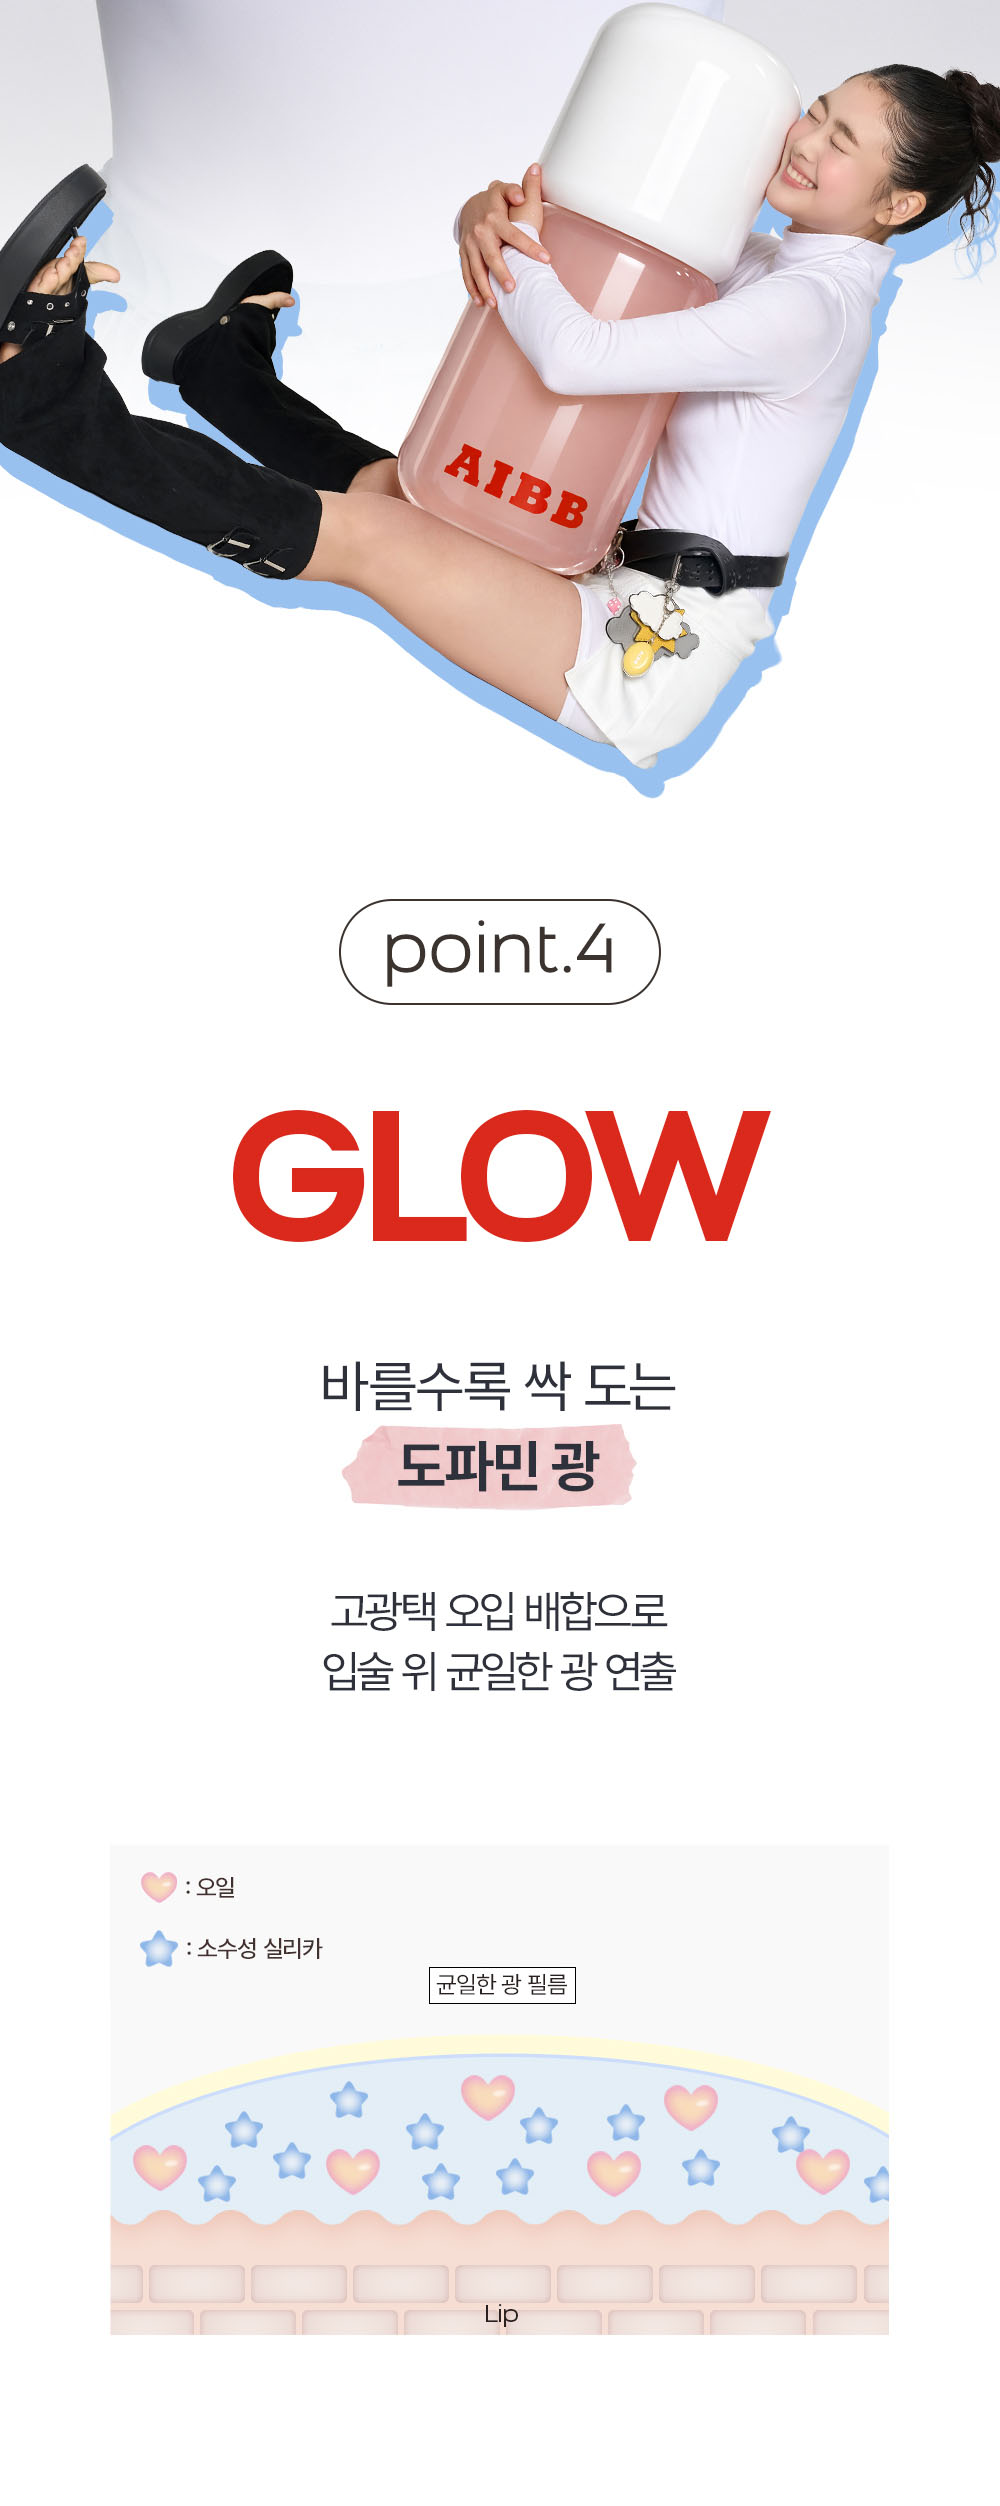 AIBB
point.4
GLOW
바를수록 싹 도는
도파민 광
고광택 오입 배합으로
입술 위 균일한 광 연출
: 오일
: 소수성 실리카
균일한 광 필름
Lip